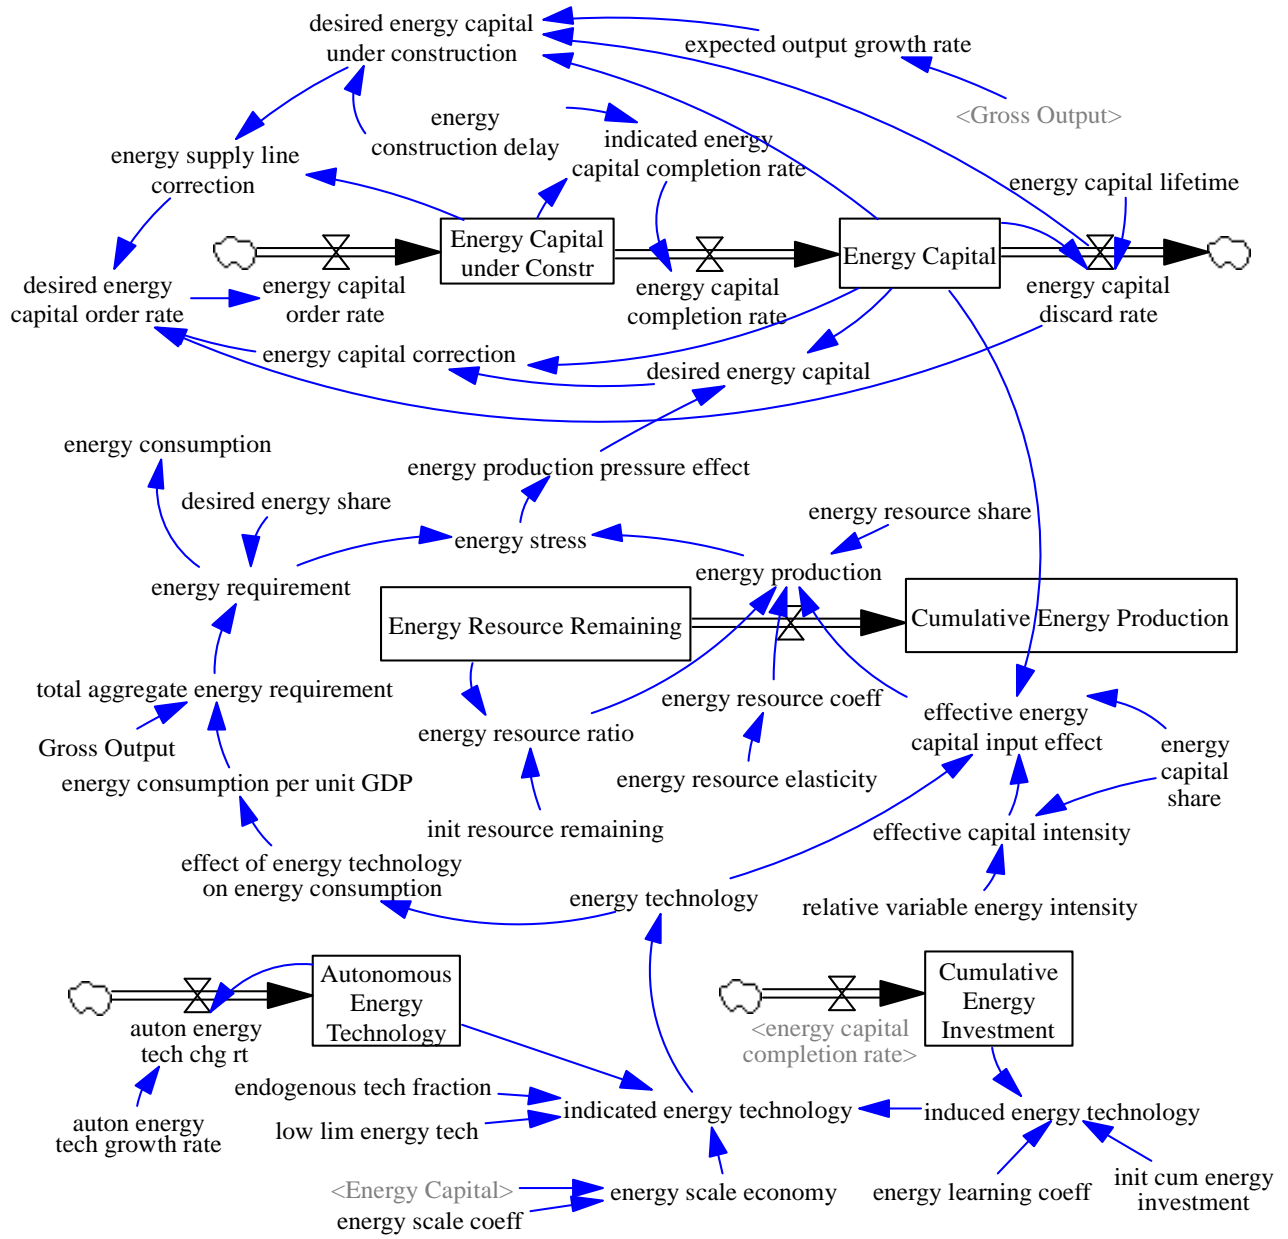 desired energy capital
under construction
expected output growth rate
<Gross Output>
energy
construction delay
indicated energy
capital completion rate
energy supply line
correction
energy capital lifetime
Energy Capital
under Constr
Energy Capital
desired energy
capital order rate
energy capital
order rate
energy capital
completion rate
energy capital
discard rate
energy capital correction
desired energy capital
energy consumption
energy production pressure effect
desired energy share
energy resource share
energy stress
energy requirement
energy production
Energy Resource Remaining
Cumulative Energy Production
total aggregate energy requirement
energy resource coeff
effective energy
capital input effect
Gross Output
energy resource ratio
energy
capital
share
energy consumption per unit GDP
energy resource elasticity
init resource remaining
effective capital intensity
effect of energy technology
on energy consumption
energy technology
relative variable energy intensity
Autonomous
Energy
Technology
Cumulative
Energy
Investment
auton energy
tech chg rt
<energy capital
completion rate>
endogenous tech fraction
indicated energy technology
induced energy technology
auton energy
tech growth rate
low lim energy tech
<Energy Capital>
energy scale economy
energy learning coeff
init cum energy
investment
energy scale coeff